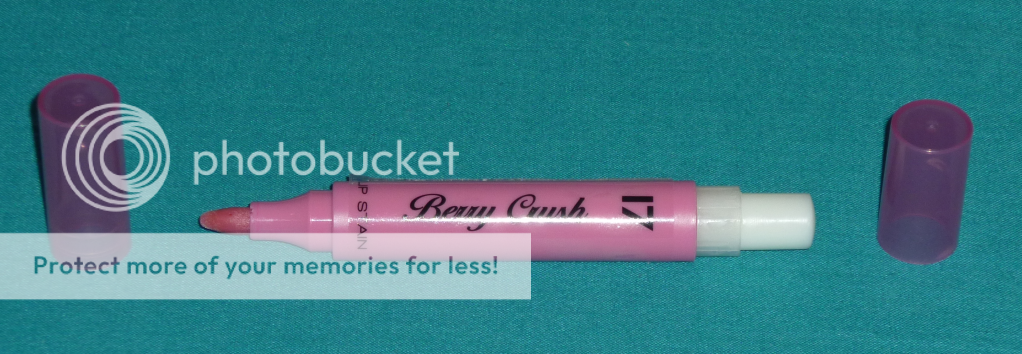 photobucket
Berry Crush
17
LIP STAIN
Protect more of your memories for less!